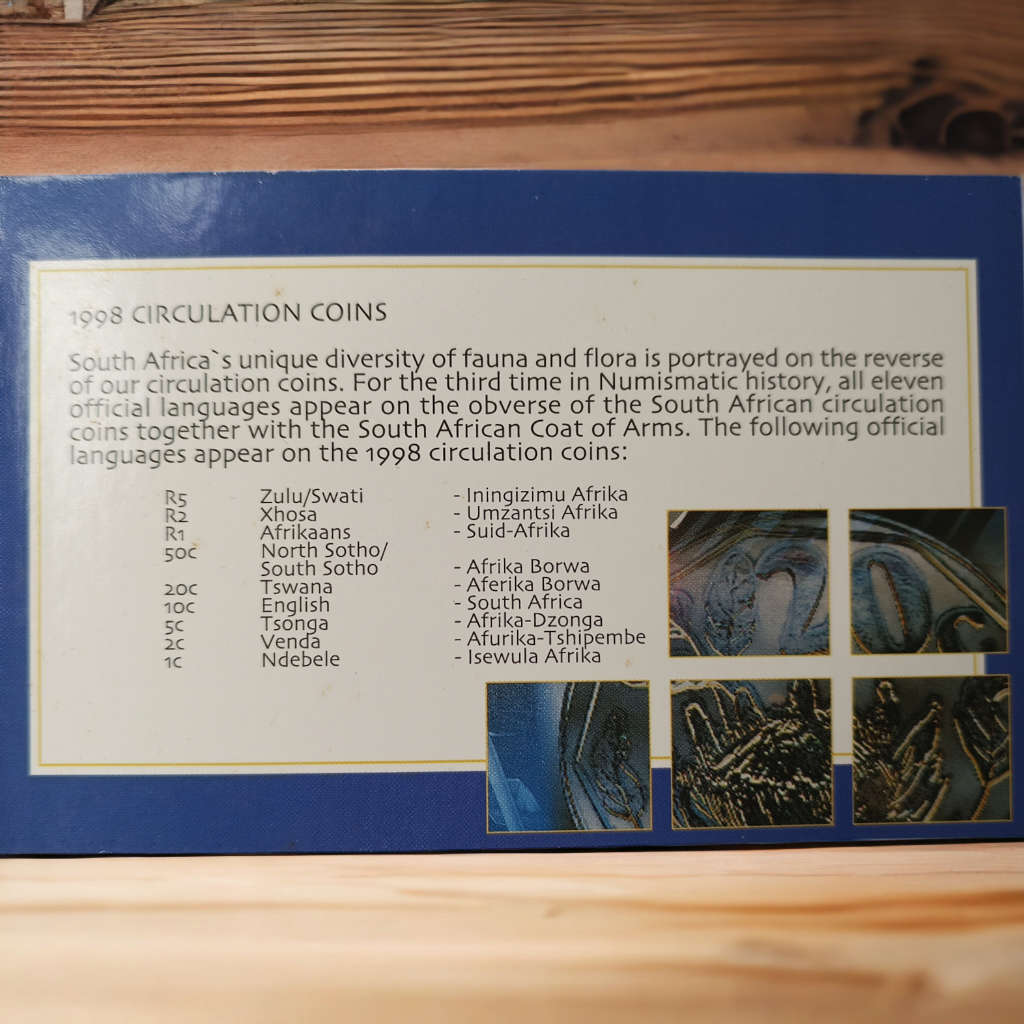 1998 CIRCULATION COINS
South Africa`s unique diversity of fauna and flora is portrayed on the reverse
of our circulation coins. For the third time in Numismatic history, all eleven
official languages appear on the obverse of the South African circulation
coins together with the South African Coat of Arms. The following official
languages appear on the 1998 circulation coins:
R5 Zulu/Swati - Iningizimu Afrika
R2 Xhosa - Umzantsi Afrika
R1 Afrikaans - Suid-Afrika
50c North Sotho/
South Sotho - Afrika Borwa
20c Tswana - Aferika Borwa
10c English - South Africa
5c Tsonga - Afrika-Dzonga
2c Venda - Afurika-Tshipembe
1c Ndebele - Isewula Afrika
20c